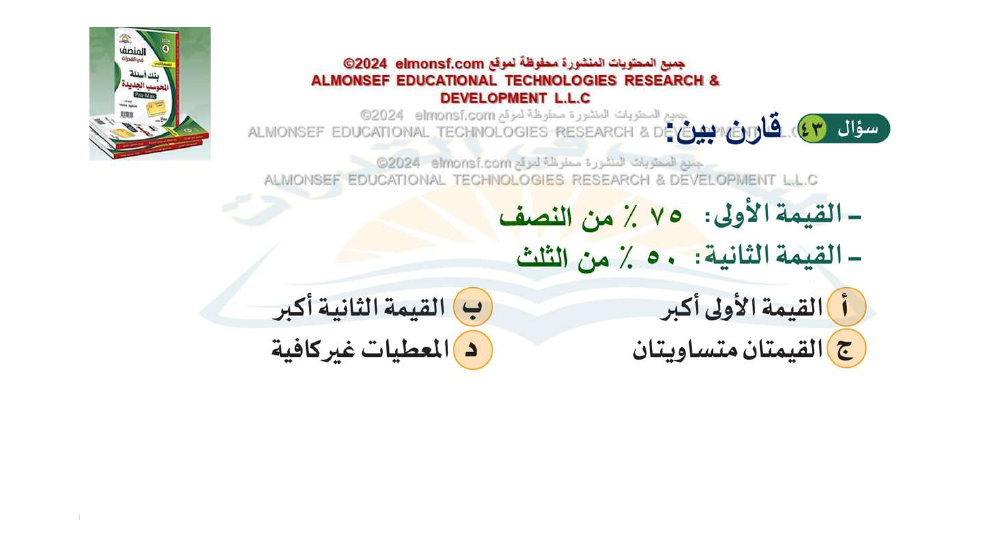 المنصف
في القدرات
بنك أسئلة
المحوسب الجديدة
جميع المحتويات المنشورة محفوظة لموقع elmonsf.com ©2024
ALMONSEF EDUCATIONAL TECHNOLOGIES RESEARCH &
DEVELOPMENT L.L.C
جميع المحتويات المنشورة محفوظة لموقع elmonsf.com ©2024
ALMONSEF EDUCATIONAL TECHNOLOGIES RESEARCH & DEVELOPMENT L.L.C
سؤال ٤٣ قارن بين:
جميع المحتويات المنشورة محفوظة لموقع elmonsf.com ©2024
ALMONSEF EDUCATIONAL TECHNOLOGIES RESEARCH & DEVELOPMENT L.L.C
– القيمة الأولى: ٧٥ ٪ من النصف
– القيمة الثانية: ٥٠ ٪ من الثلث
أ القيمة الأولى أكبر
ب القيمة الثانية أكبر
ج القيمتان متساويتان
د المعطيات غير كافية